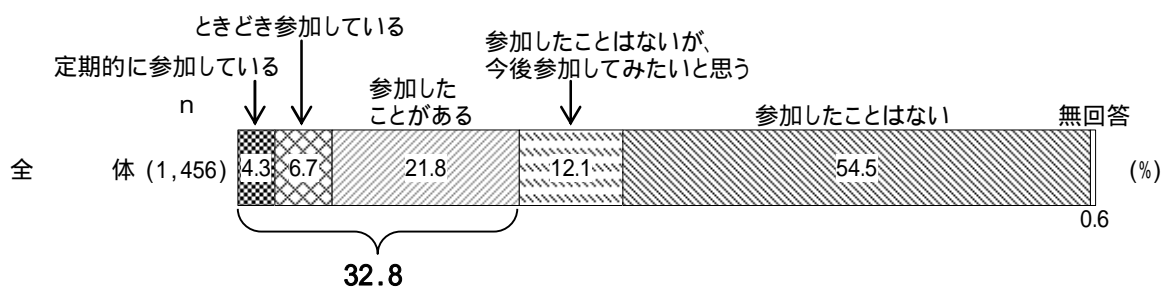 ときどき参加している
定期的に参加している
参加したことはないが、
今後参加してみたいと思う
参加した
ことがある
参加したことはない
無回答
n
全　体 (1,456)
4.3
6.7
21.8
12.1
54.5
(%)
0.6
32.8